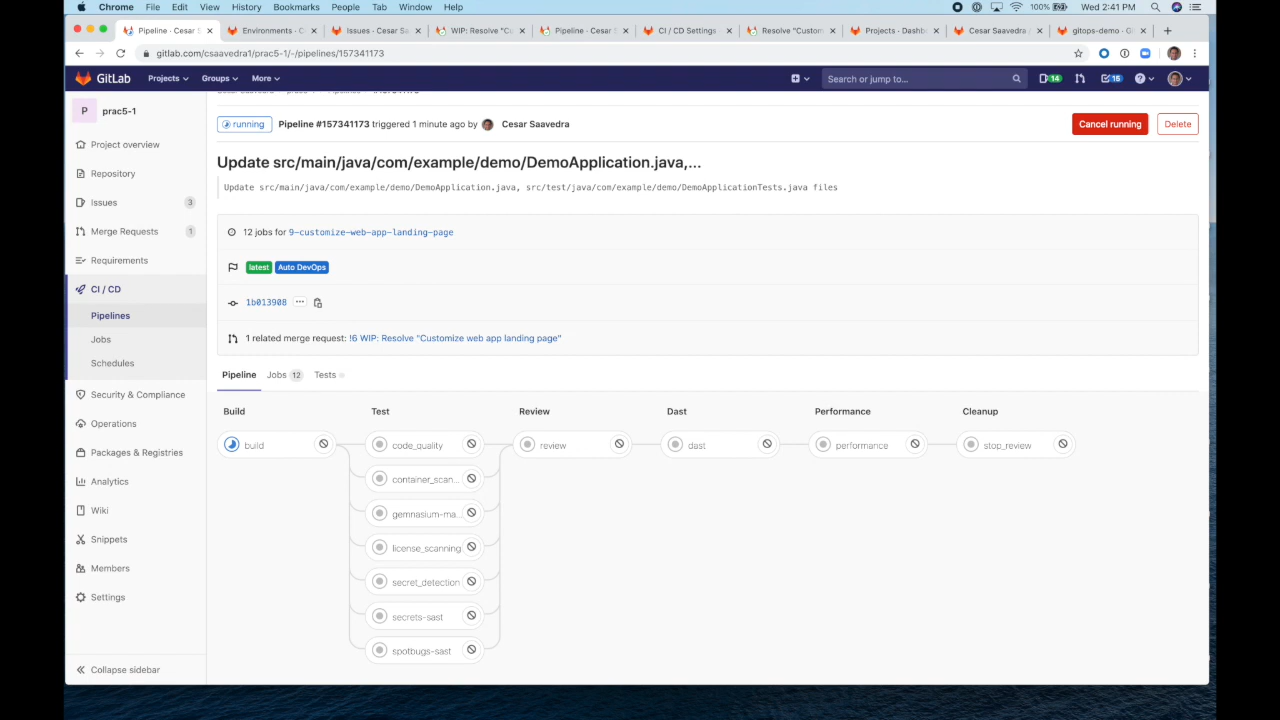 Chrome File Edit View History Bookmarks People Tab Window Help 100% Wed 2:41 PM
Pipeline · Cesar S Environments · C Issues · Cesar Sa WIP: Resolve "Cu Pipeline · Cesar CI / CD Settings Resolve "Custom Projects · Dashb Cesar Saavedra / gitops-demo · Gi
gitlab.com/csaavedra1/prac5-1/-/pipelines/157341173
GitLab Projects Groups More Search or jump to... 14 16
P prac5-1
Project overview
Repository
Issues 3
Merge Requests 1
Requirements
CI / CD
Pipelines
Jobs
Schedules
Security & Compliance
Operations
Packages & Registries
Analytics
Wiki
Snippets
Members
Settings
Collapse sidebar
running Pipeline #157341173 triggered 1 minute ago by Cesar Saavedra Cancel running Delete
Update src/main/java/com/example/demo/DemoApplication.java,...
Update src/main/java/com/example/demo/DemoApplication.java, src/test/java/com/example/demo/DemoApplicationTests.java files
12 jobs for 9-customize-web-app-landing-page
latest Auto DevOps
1b013908 ...
1 related merge request: !6 WIP: Resolve "Customize web app landing page"
Pipeline Jobs 12 Tests
Build Test Review Dast Performance Cleanup
build code_quality review dast performance stop_review
container_scan...
gemnasium-ma...
license_scanning
secret_detection
secrets-sast
spotbugs-sast